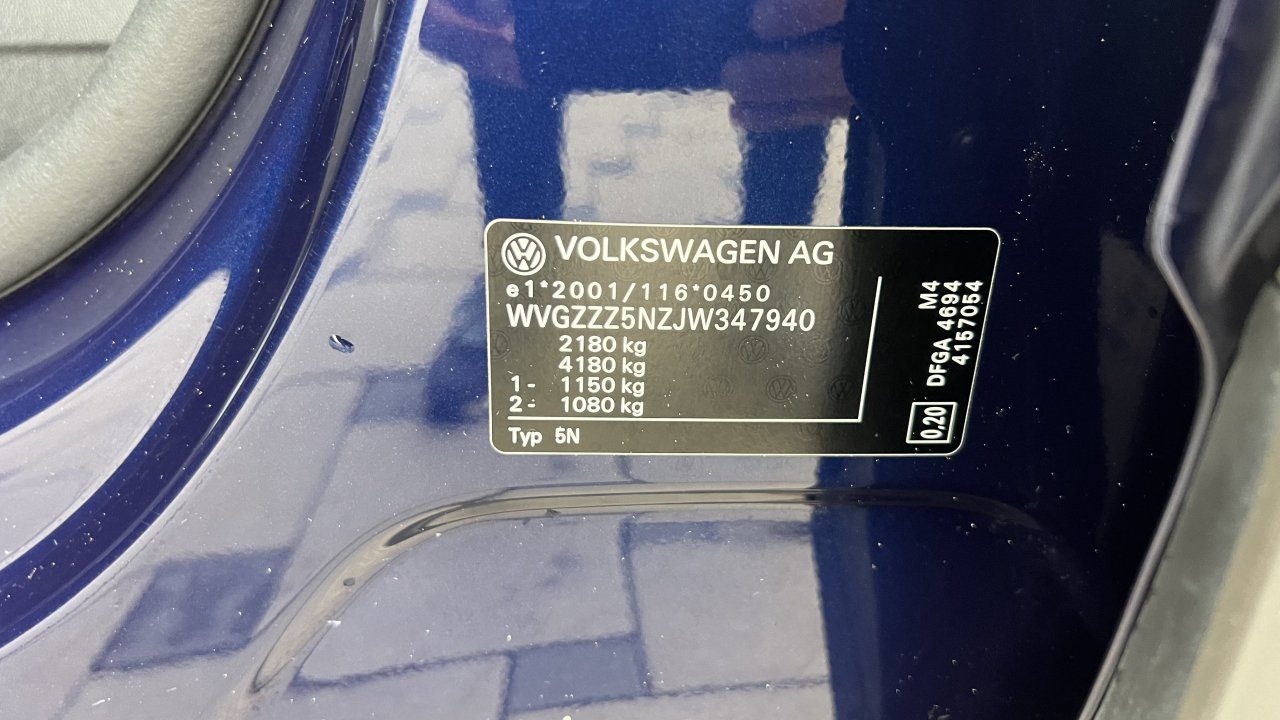 VOLKSWAGEN AG
e1*2001/116*0450
WVGZZZ5NZJW347940
2180 kg
4180 kg
1- 1150 kg
2- 1080 kg
Typ 5N
M4
DFGA 4694
4157054
0,20